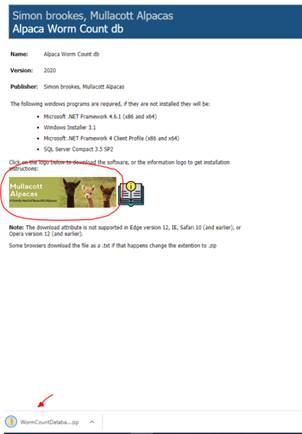 Simon brookes, Mullacott Alpacas
Alpaca Worm Count db
Name: Alpaca Worm Count db
Version: 2020
Publisher: Simon brookes, Mullacott Alpacas
The following windows programs are required, if they are not installed they will be:
Microsoft .NET Framework 4.6.1 (x86 and x64)
Windows Installer 3.1
Microsoft .NET Framework 4 Client Profile (x86 and x64)
SQL Server Compact 3.5 SP2
Click on the logo below to download the software, or the information logo to get installation
instructions:
Mullacott
Alpacas
Note: The download attribute is not supported in Edge version 12, IE, Safari 10 (and earlier), or
Opera version 12 (and earlier).
Some browsers download the file as a .txt if that happens change the extention to .zip
WormCountDataba...zip